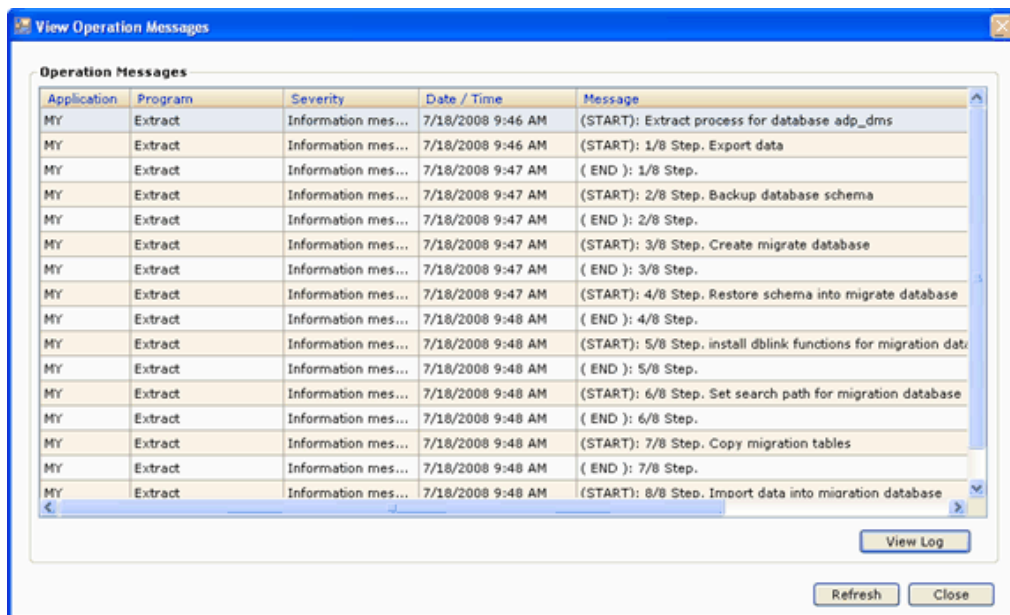 View Operation Messages
Operation Messages
Application Program Severity Date / Time Message
MY Extract Information mes... 7/18/2008 9:46 AM (START): Extract process for database adp_dms
MY Extract Information mes... 7/18/2008 9:46 AM (START): 1/8 Step. Export data
MY Extract Information mes... 7/18/2008 9:47 AM ( END ): 1/8 Step.
MY Extract Information mes... 7/18/2008 9:47 AM (START): 2/8 Step. Backup database schema
MY Extract Information mes... 7/18/2008 9:47 AM ( END ): 2/8 Step.
MY Extract Information mes... 7/18/2008 9:47 AM (START): 3/8 Step. Create migrate database
MY Extract Information mes... 7/18/2008 9:47 AM ( END ): 3/8 Step.
MY Extract Information mes... 7/18/2008 9:47 AM (START): 4/8 Step. Restore schema into migrate database
MY Extract Information mes... 7/18/2008 9:48 AM ( END ): 4/8 Step.
MY Extract Information mes... 7/18/2008 9:48 AM (START): 5/8 Step. install dblink functions for migration data
MY Extract Information mes... 7/18/2008 9:48 AM ( END ): 5/8 Step.
MY Extract Information mes... 7/18/2008 9:48 AM (START): 6/8 Step. Set search path for migration database
MY Extract Information mes... 7/18/2008 9:48 AM ( END ): 6/8 Step.
MY Extract Information mes... 7/18/2008 9:48 AM (START): 7/8 Step. Copy migration tables
MY Extract Information mes... 7/18/2008 9:48 AM ( END ): 7/8 Step.
MY Extract Information mes... 7/18/2008 9:48 AM (START): 8/8 Step. Import data into migration database
View Log
Refresh Close